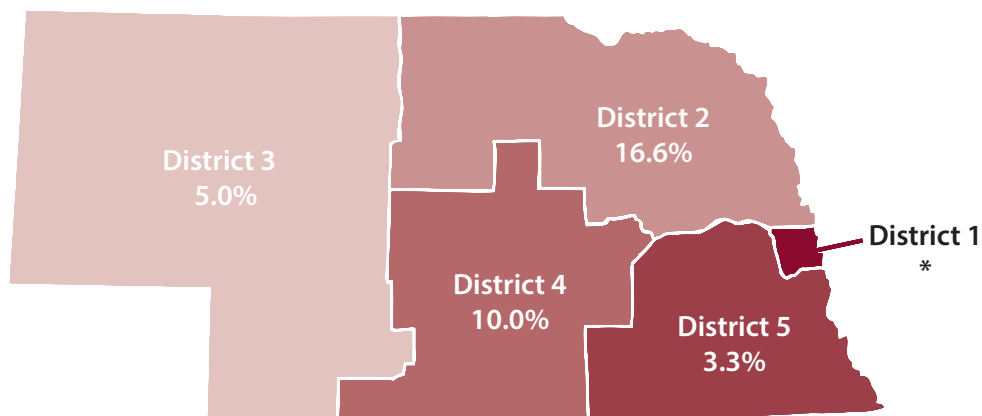 District 2
16.6%
District 3
5.0%
District 1
*
District 4
10.0%
District 5
3.3%